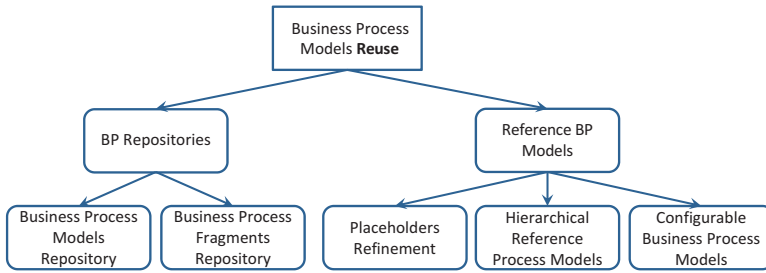 Business Process
Models Reuse
BP Repositories
Reference BP
Models
Business Process
Models
Repository
Business Process
Fragments
Repository
Placeholders
Refinement
Hierarchical
Reference
Process Models
Configurable
Business Process
Models